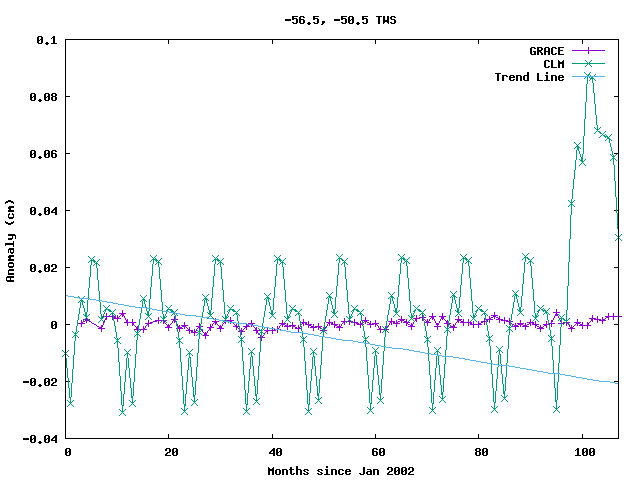 -56.5, -50.5 TWS
GRACE
CLM
Trend Line
0.1
0.08
0.06
0.04
0.02
0
-0.02
-0.04
Anomaly (cm)
0 20 40 60 80 100
Months since Jan 2002